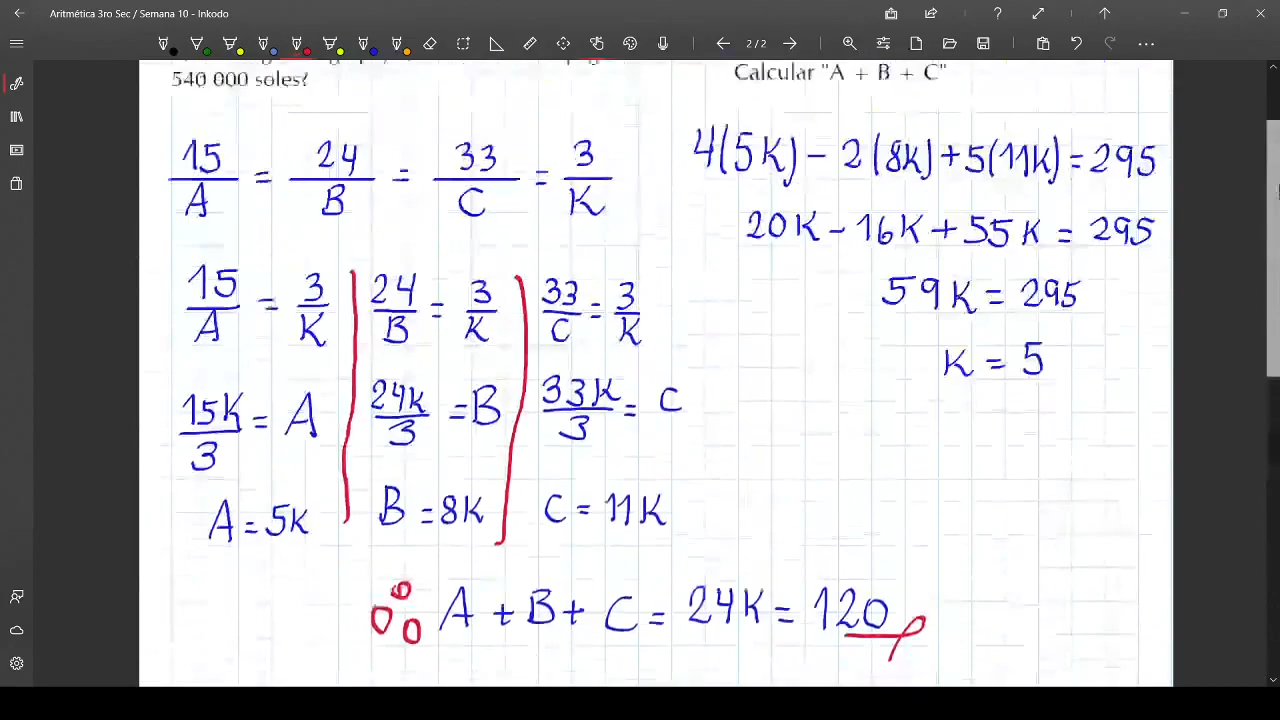 Aritmética 3ro Sec / Semana 10 - Inkodo
2/2
540 000 soles?
Calcular "A + B + C"
15/A = 24/B = 33/C = 3/K
15/A = 3/K
24/B = 3/K
33/C = 3/K
15K/3 = A
24K/3 = B
33K/3 = C
A = 5K
B = 8K
C = 11K
4(5K) - 2(8K) + 5(11K) = 295
20K - 16K + 55K = 295
59K = 295
K = 5
A + B + C = 24K = 120